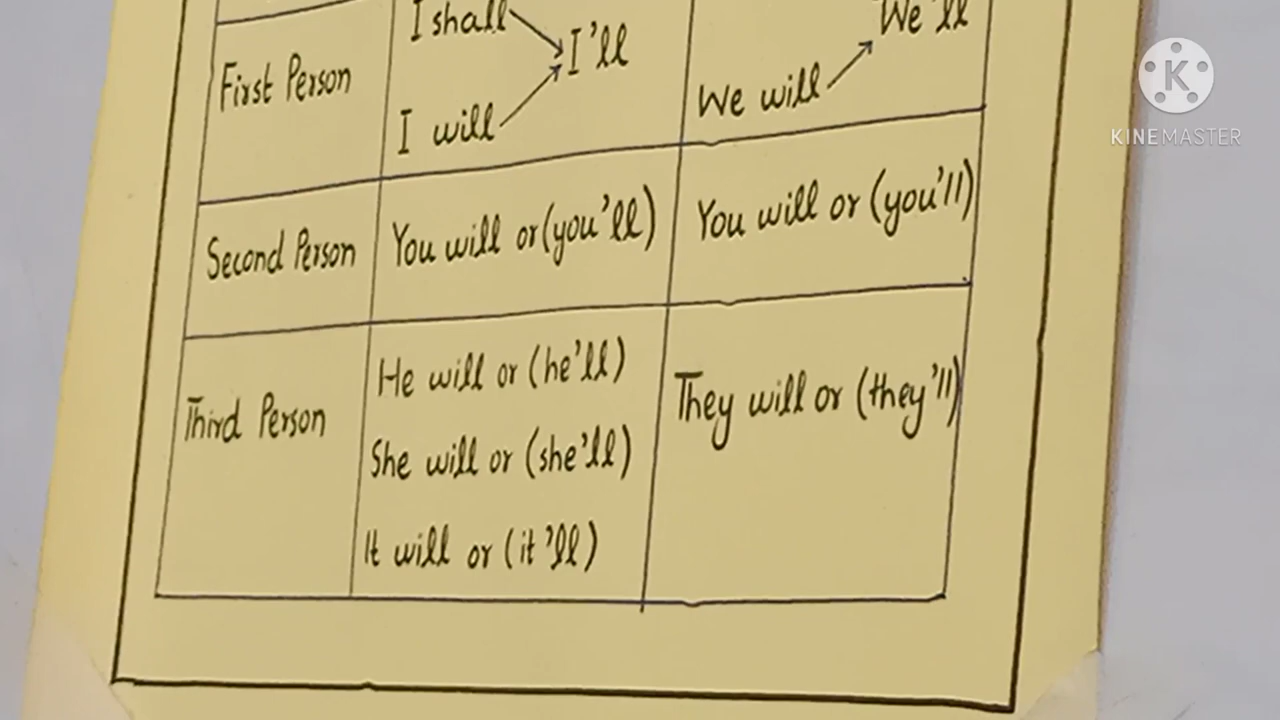 I shall
I'll
We'll
First Person
I will
We will
Second Person
You will or (you'll)
You will or (you'll)
Third Person
He will or (he'll)
She will or (she'll)
It will or (it'll)
They will or (they'll)
K
KINEMASTER